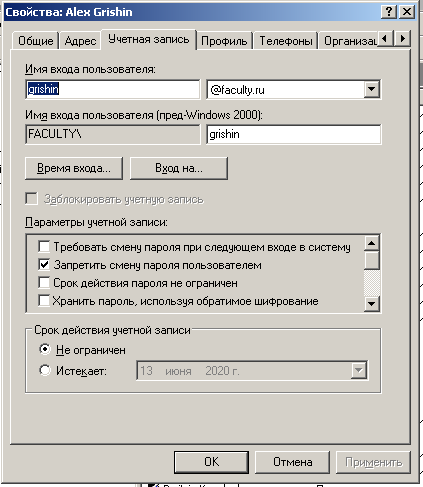 Свойства: Alex Grishin
Общие Адрес Учетная запись Профиль Телефоны Организац
Имя входа пользователя:
grishin @faculty.ru
Имя входа пользователя (пред-Windows 2000):
FACULTY\ grishin
Время входа... Вход на...
Заблокировать учетную запись
Параметры учетной записи:
Требовать смену пароля при следующем входе в систему
Запретить смену пароля пользователем
Срок действия пароля не ограничен
Хранить пароль, используя обратимое шифрование
Срок действия учетной записи
Не ограничен
Истекает: 13 июня 2020 г.
OK Отмена Применить